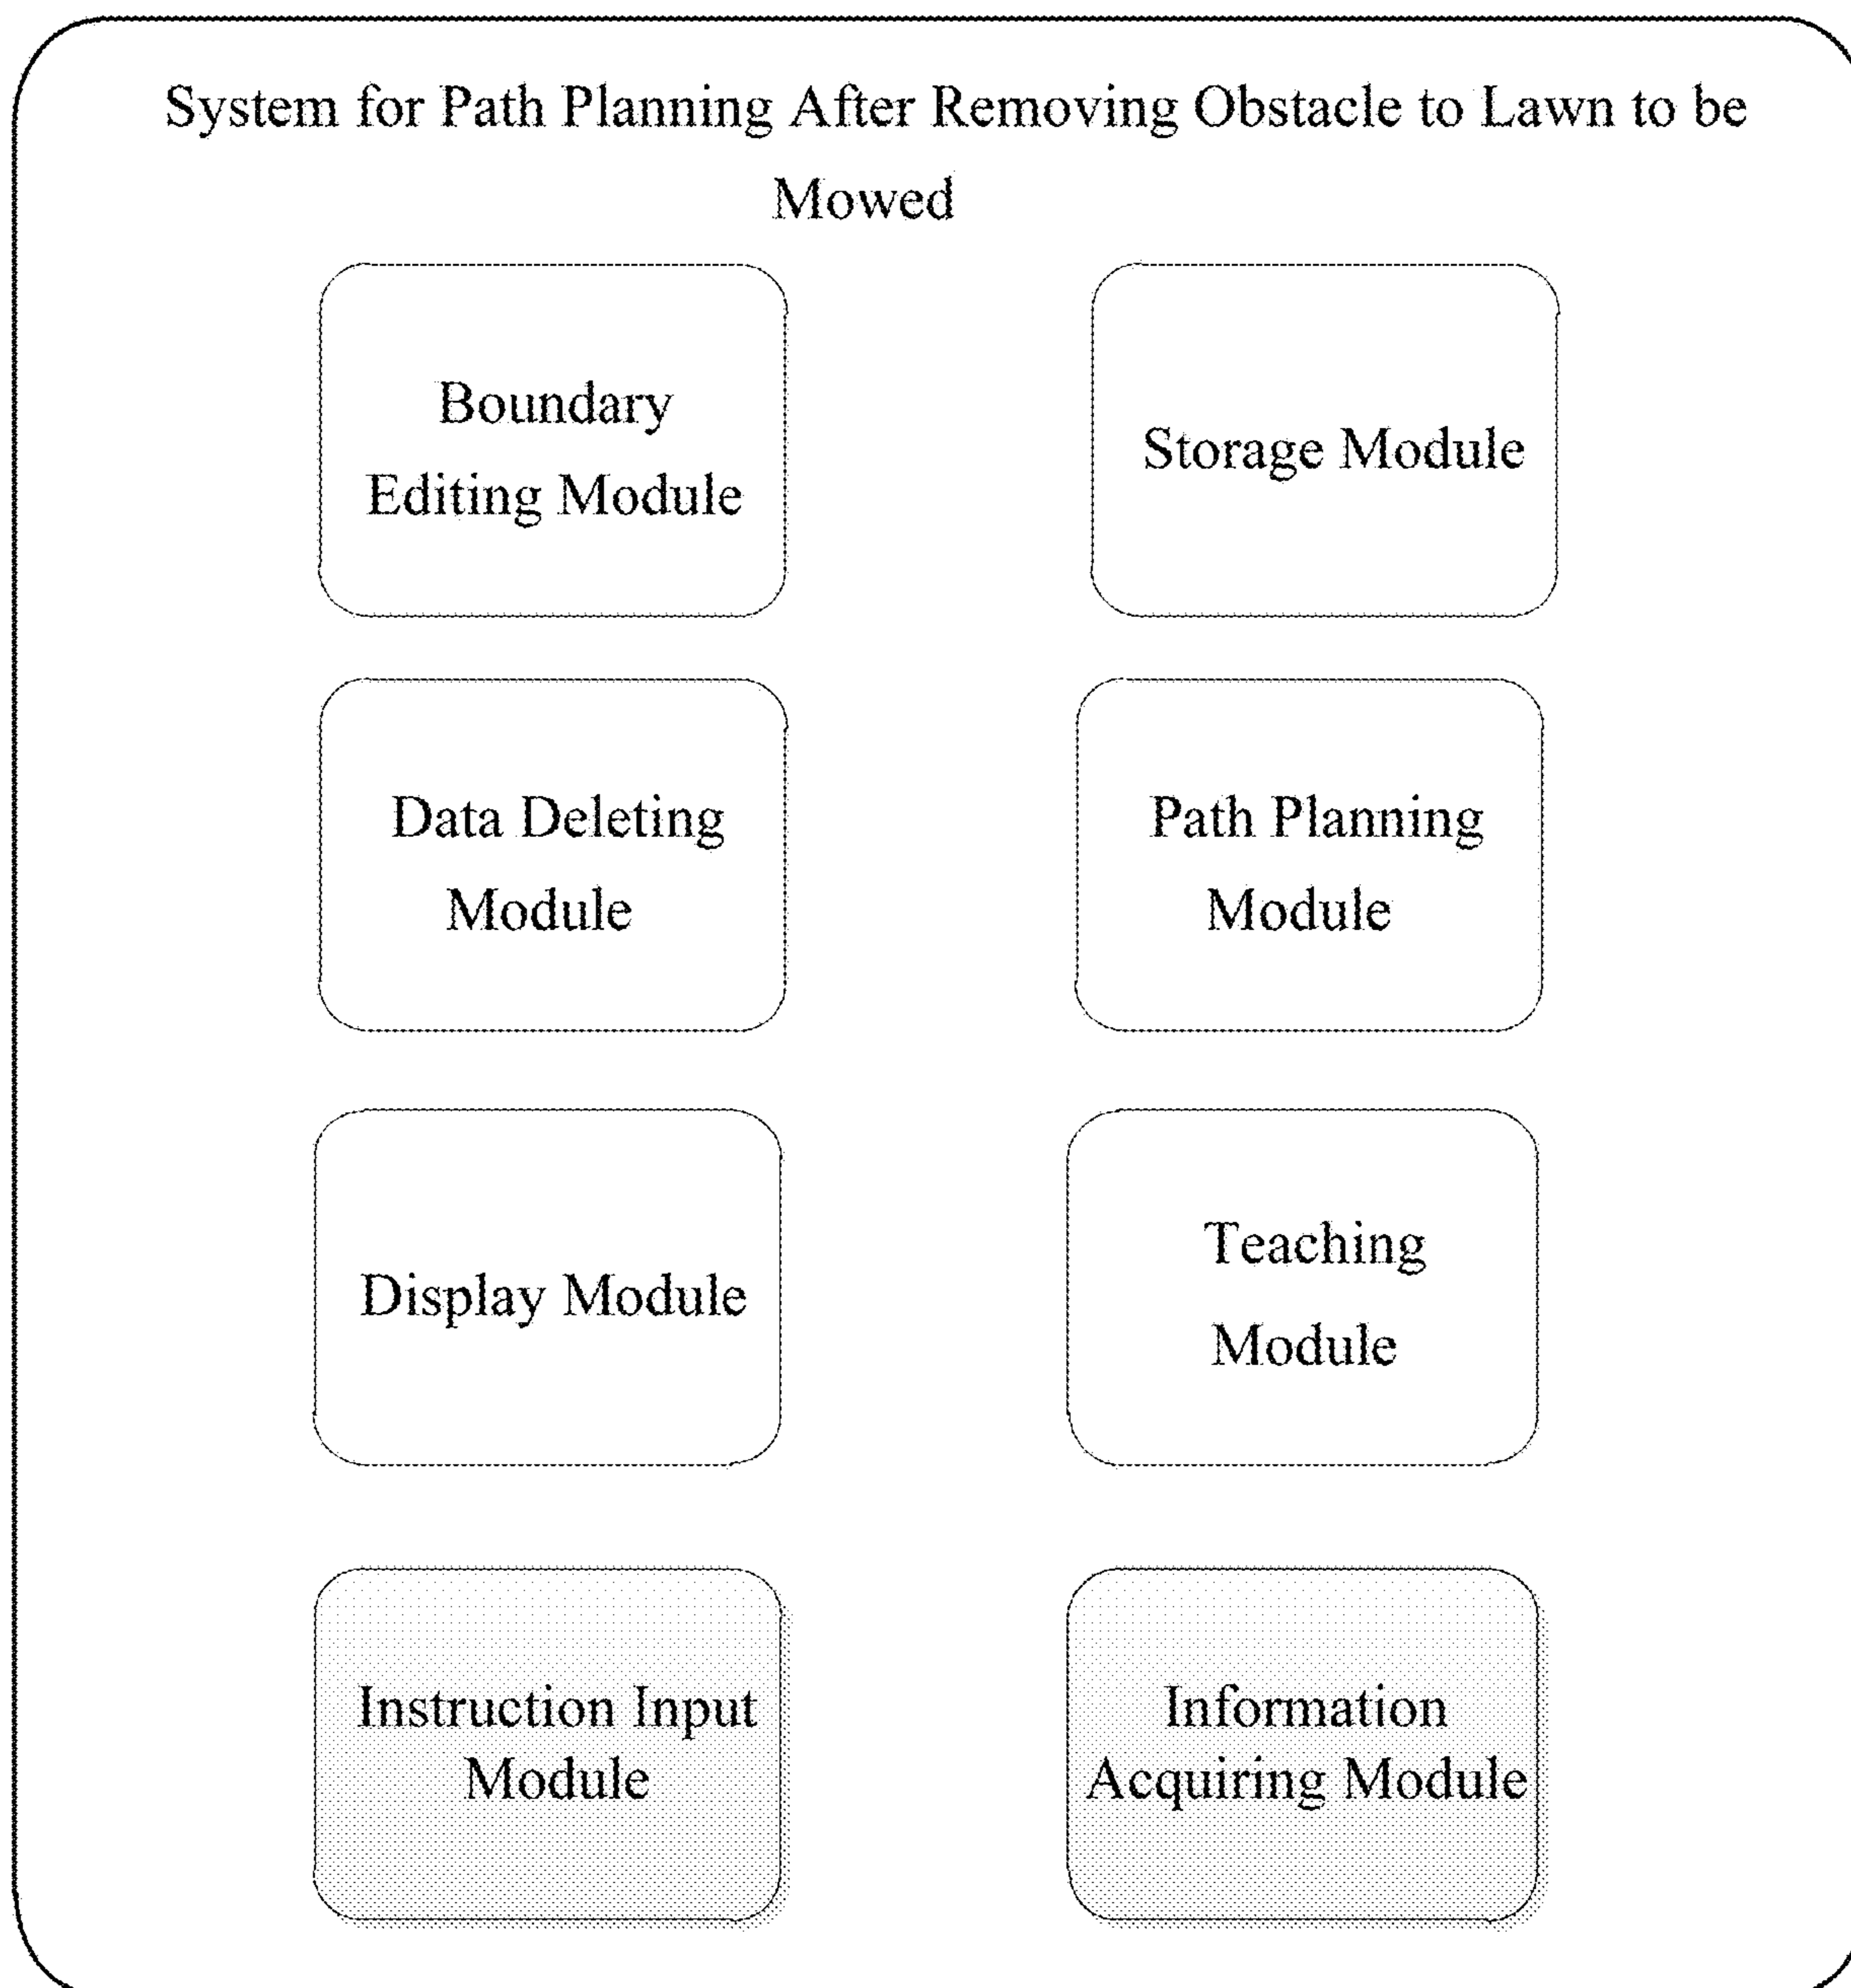 System for Path Planning After Removing Obstacle to Lawn to be
Mowed
Boundary
Editing Module
Storage Module
Data Deleting
Module
Path Planning
Module
Display Module
Teaching
Module
Instruction Input
Module
Information
Acquiring Module